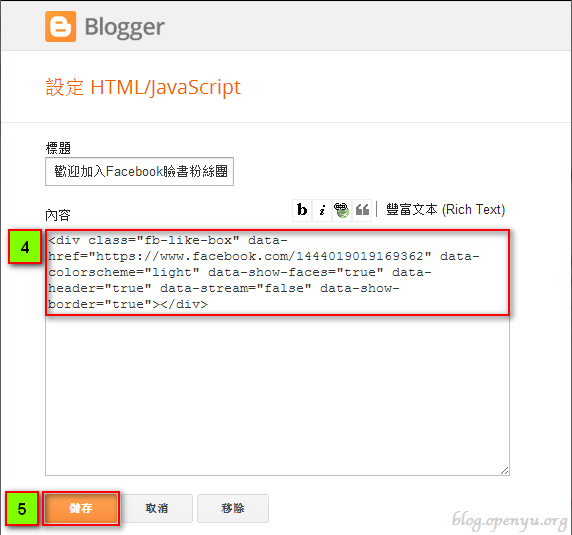 Blogger
設定 HTML/JavaScript
標題
歡迎加入Facebook臉書粉絲團
內容
b i 豐富文本 (Rich Text)
4
<div class="fb-like-box" data-
href="https://www.facebook.com/1444019019169362" data-
colorscheme="light" data-show-faces="true" data-
header="true" data-stream="false" data-show-
border="true"></div>
5
儲存 取消 移除
blog.openyu.org